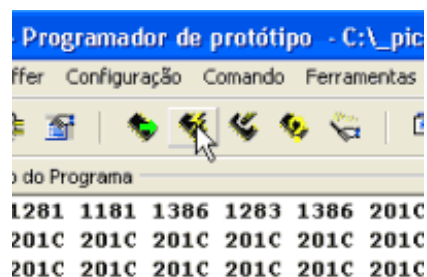 - Programador de protótipo - C:\_pic
ffer Configuração Comando Ferramentas
o do Programa
1281 1181 1386 1283 1386 201C
201C 201C 201C 201C 201C 201C
201C 201C 201C 201C 201C 201C